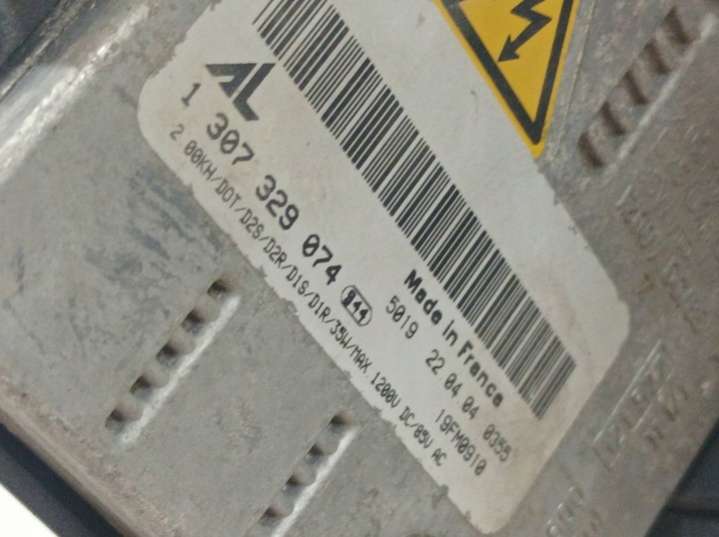 AL
1 307 329 074 144
2.00KH/DOT/D2S/D2R/D1S/D1R/35W/MAX.1200V DC/85V AC
Made in France
5019 22 04 04 0355
19FM0910